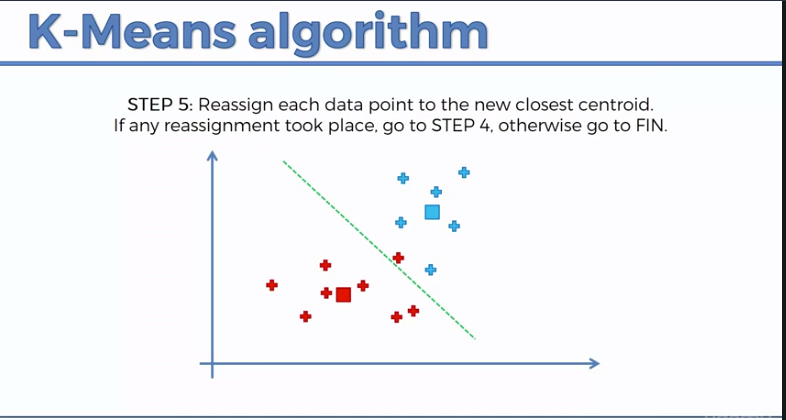 K-Means algorithm
STEP 5: Reassign each data point to the new closest centroid.
If any reassignment took place, go to STEP 4, otherwise go to FIN.